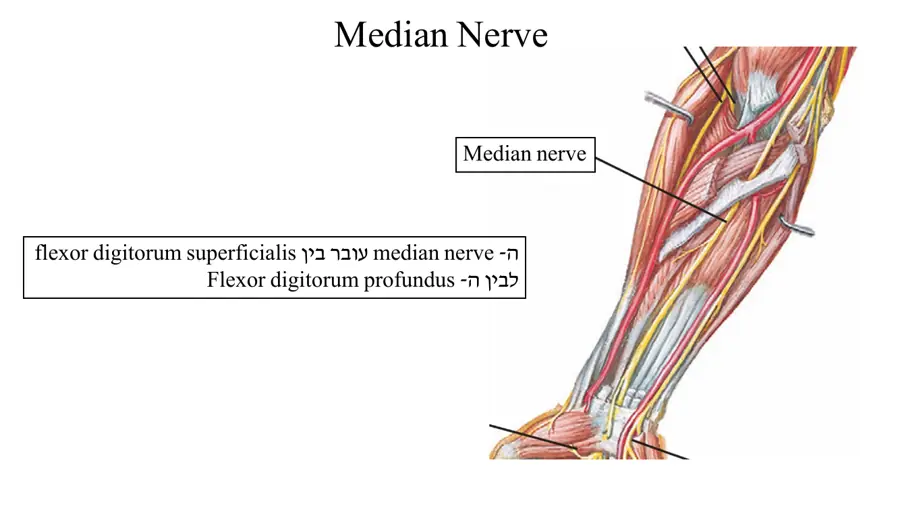 Median Nerve
Median nerve
ה- median nerve עובר בין flexor digitorum superficialis
לבין ה- Flexor digitorum profundus